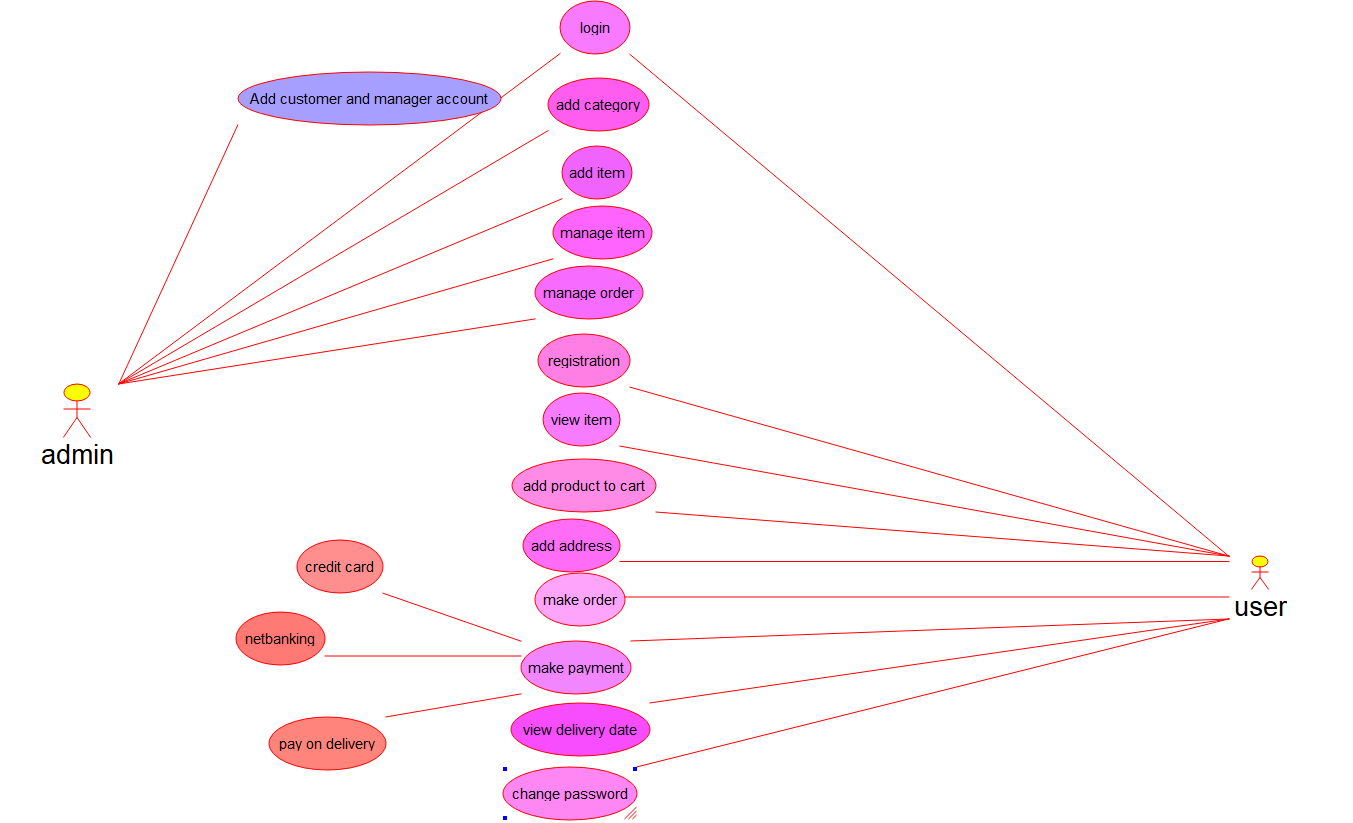 login
Add customer and manager account
add category
add item
manage item
manage order
registration
view item
admin
add product to cart
add address
credit card
make order
user
netbanking
make payment
view delivery date
pay on delivery
change password